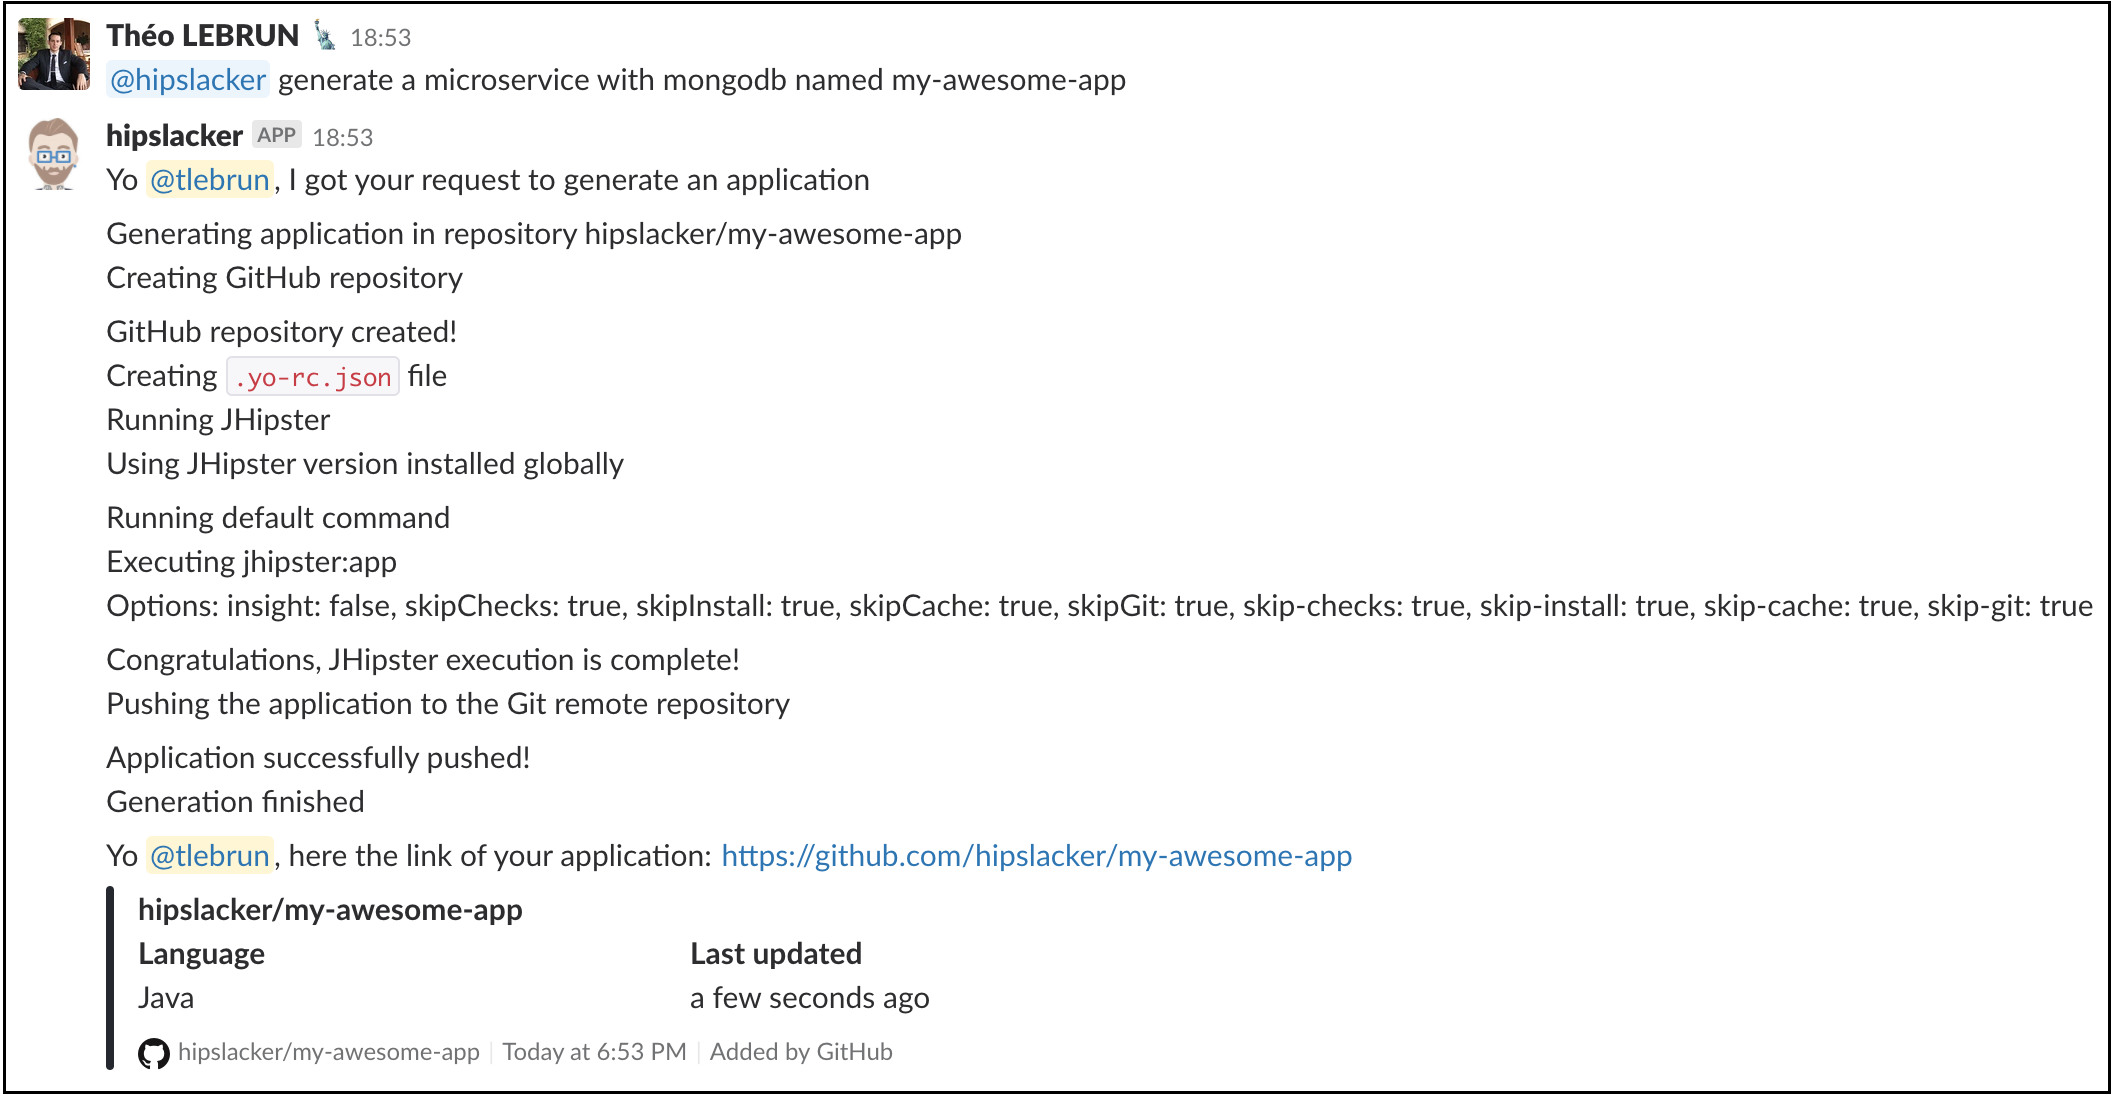 Théo LEBRUN 18:53
@hipslacker generate a microservice with mongodb named my-awesome-app
hipslacker APP 18:53
Yo @tlebrun, I got your request to generate an application
Generating application in repository hipslacker/my-awesome-app
Creating GitHub repository
GitHub repository created!
Creating .yo-rc.json file
Running JHipster
Using JHipster version installed globally
Running default command
Executing jhipster:app
Options: insight: false, skipChecks: true, skipInstall: true, skipCache: true, skipGit: true, skip-checks: true, skip-install: true, skip-cache: true, skip-git: true
Congratulations, JHipster execution is complete!
Pushing the application to the Git remote repository
Application successfully pushed!
Generation finished
Yo @tlebrun, here the link of your application: https://github.com/hipslacker/my-awesome-app
hipslacker/my-awesome-app
Language Last updated
Java a few seconds ago
hipslacker/my-awesome-app | Today at 6:53 PM | Added by GitHub